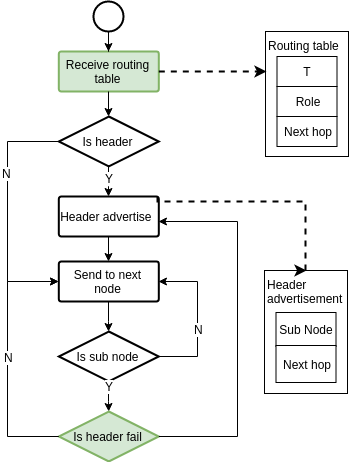 Receive routing
table
Routing table
T
Role
Next hop
Is header
N
Y
Header advertise
Send to next
node
Header
advertisement
Sub Node
Next hop
N
Is sub node
N
Y
Is header fail